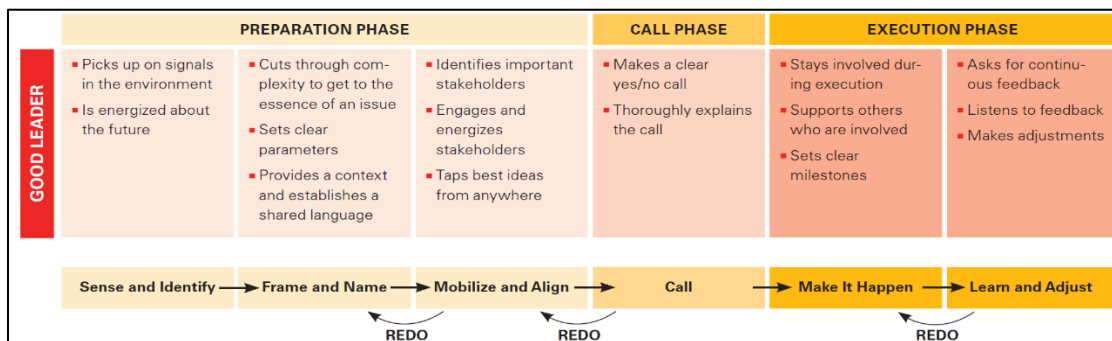 PREPARATION PHASE
CALL PHASE
EXECUTION PHASE
GOOD LEADER
▪ Picks up on signals
in the environment
▪ Is energized about
the future
▪ Cuts through com-
plexity to get to the
essence of an issue
▪ Sets clear
parameters
▪ Provides a context
and establishes a
shared language
▪ Identifies important
stakeholders
▪ Engages and
energizes
stakeholders
▪ Taps best ideas
from anywhere
▪ Makes a clear
yes/no call
▪ Thoroughly explains
the call
▪ Stays involved dur-
ing execution
▪ Supports others
who are involved
▪ Sets clear
milestones
▪ Asks for continu-
ous feedback
▪ Listens to feedback
▪ Makes adjustments
Sense and Identify
Frame and Name
Mobilize and Align
Call
Make It Happen
Learn and Adjust
REDO
REDO
REDO